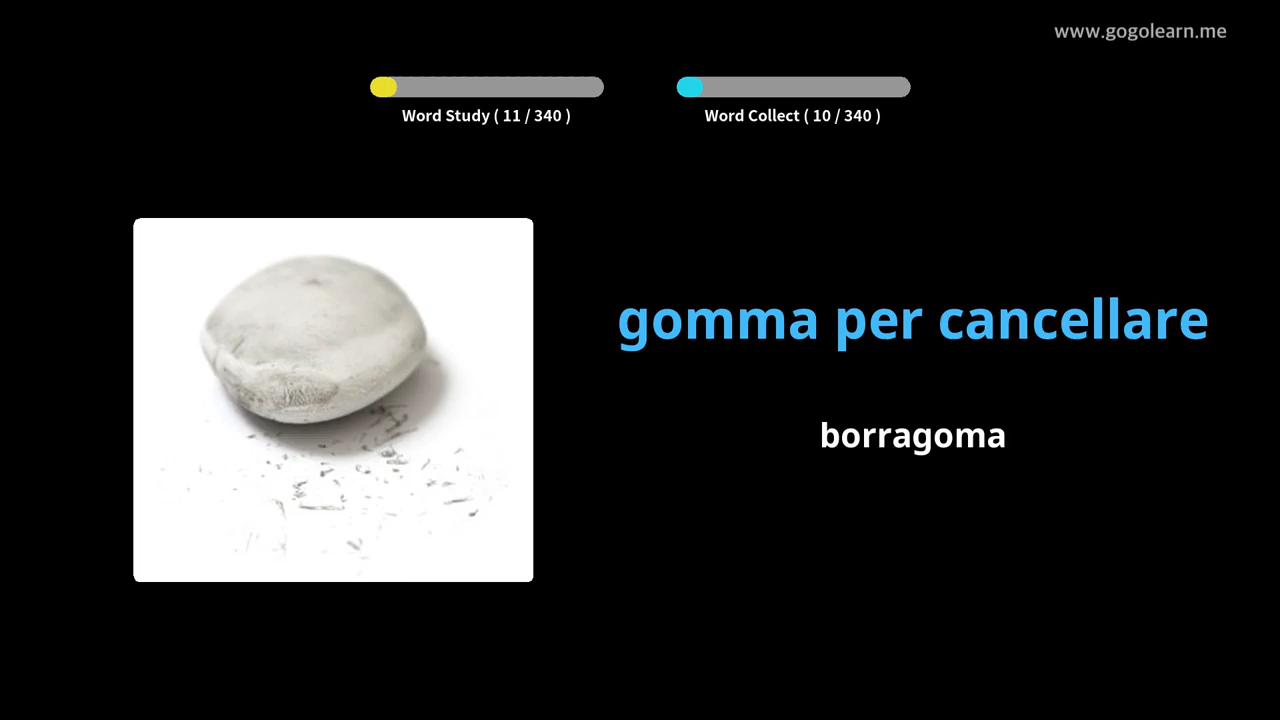 www.gogolearn.me
Word Study ( 11 / 340 )
Word Collect ( 10 / 340 )
gomma per cancellare
borragoma